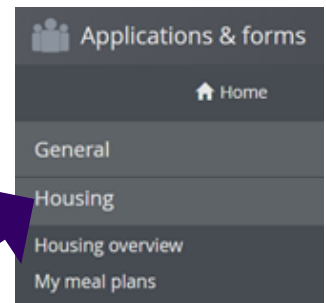 Applications & forms
Home
General
Housing
Housing overview
My meal plans